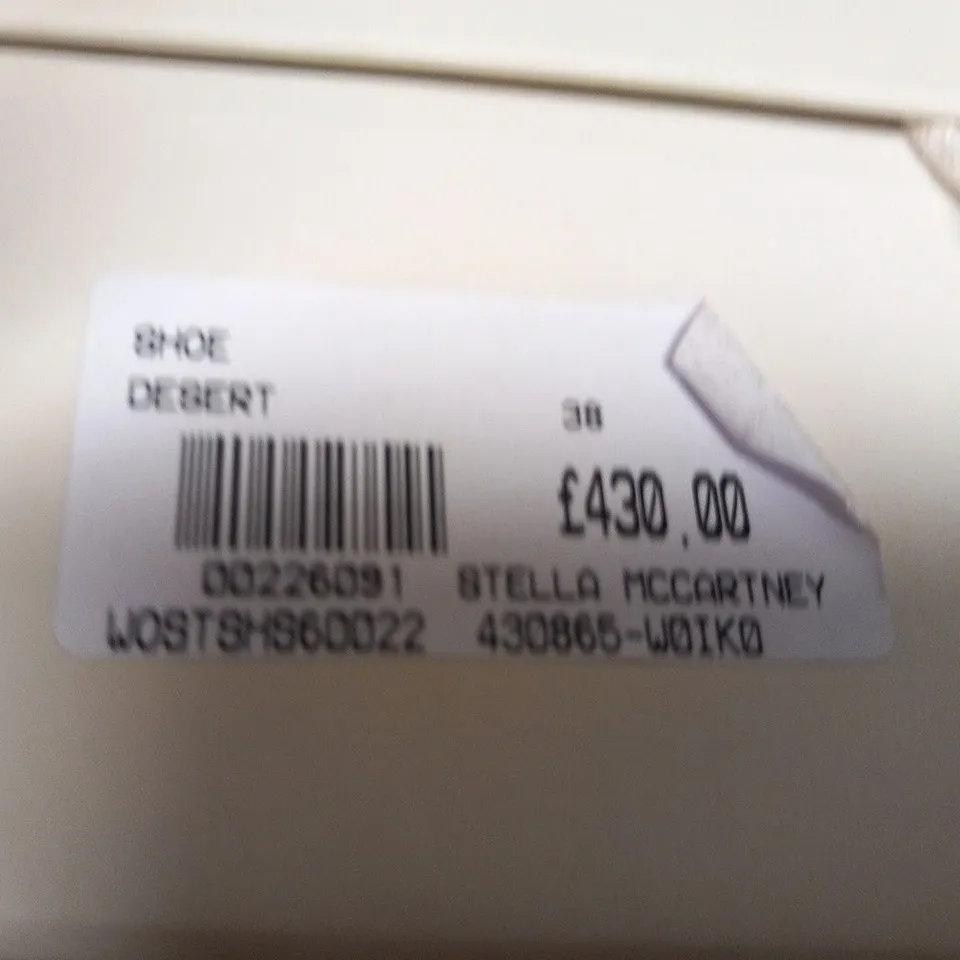 SHOE
DESERT
38
£430.00
00226091 STELLA MCCARTNEY
WOSTSHS60022 430865-W0IK0